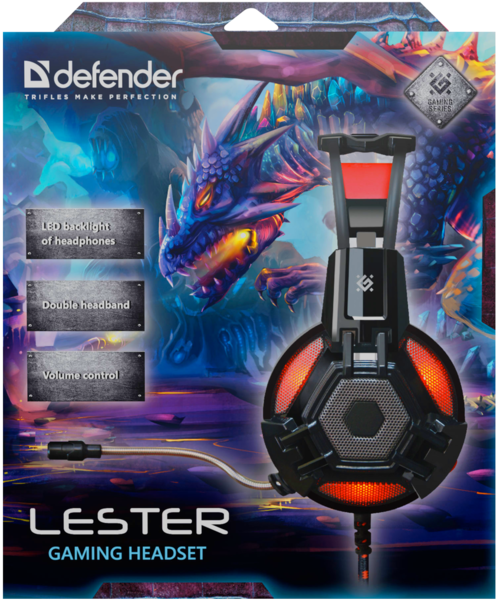 defender
TRIFLES MAKE PERFECTION
GAMING
SERIES
LED backlight
of headphones
Double headband
Volume control
LESTER
GAMING HEADSET